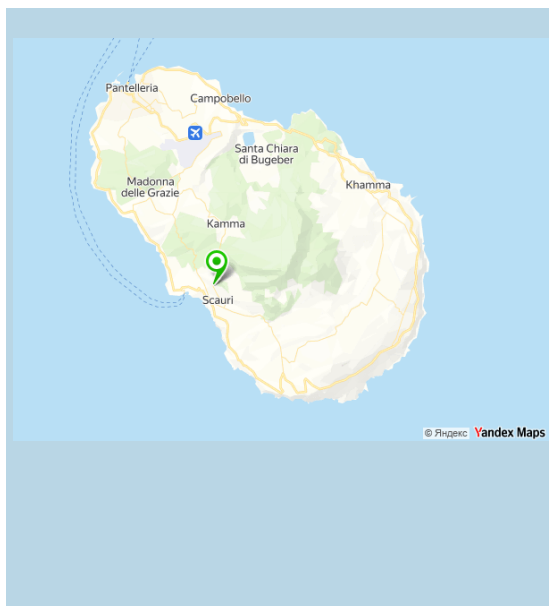 Pantelleria
Campobello
Santa Chiara
di Bugeber
Madonna
delle Grazie
Khamma
Kamma
Scauri
© Яндекс Yandex Maps